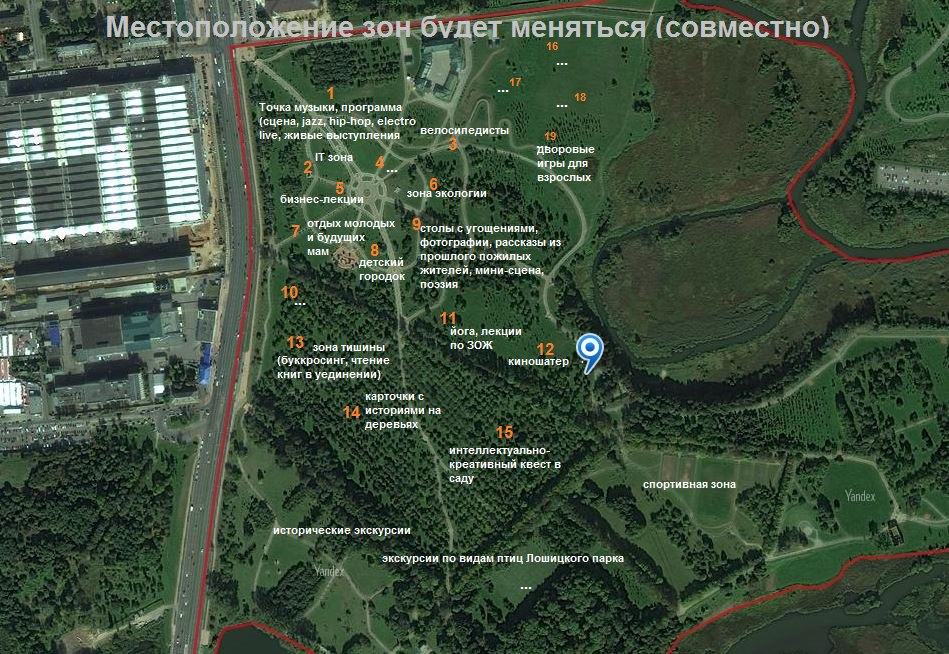 Местоположение зон будет меняться (совместно)
16
...
17
...
18
...
1
Точка музыки, программа
(сцена, jazz, hip-hop, electro
live, живые выступления
велосипедисты
3
19
дворовые
игры для
взрослых
IT зона
2
4
...
5
бизнес-лекции
6
зона экологии
7
отдых молодых
и будущих
мам
8
детский
городок
9
столы с угощениями,
фотографии, рассказы из
прошлого пожилых
жителей, мини-сцена,
поэзия
10
...
11
йога, лекции
по ЗОЖ
12
киношатер
13
зона тишины
(буккросинг, чтение
книг в уединении)
14
карточки с
историями на
деревьях
15
интеллектуально-
креативный квест в
саду
спортивная зона
Yandex
исторические экскурсии
экскурсии по видам птиц Лошицкого парка
Yandex
...